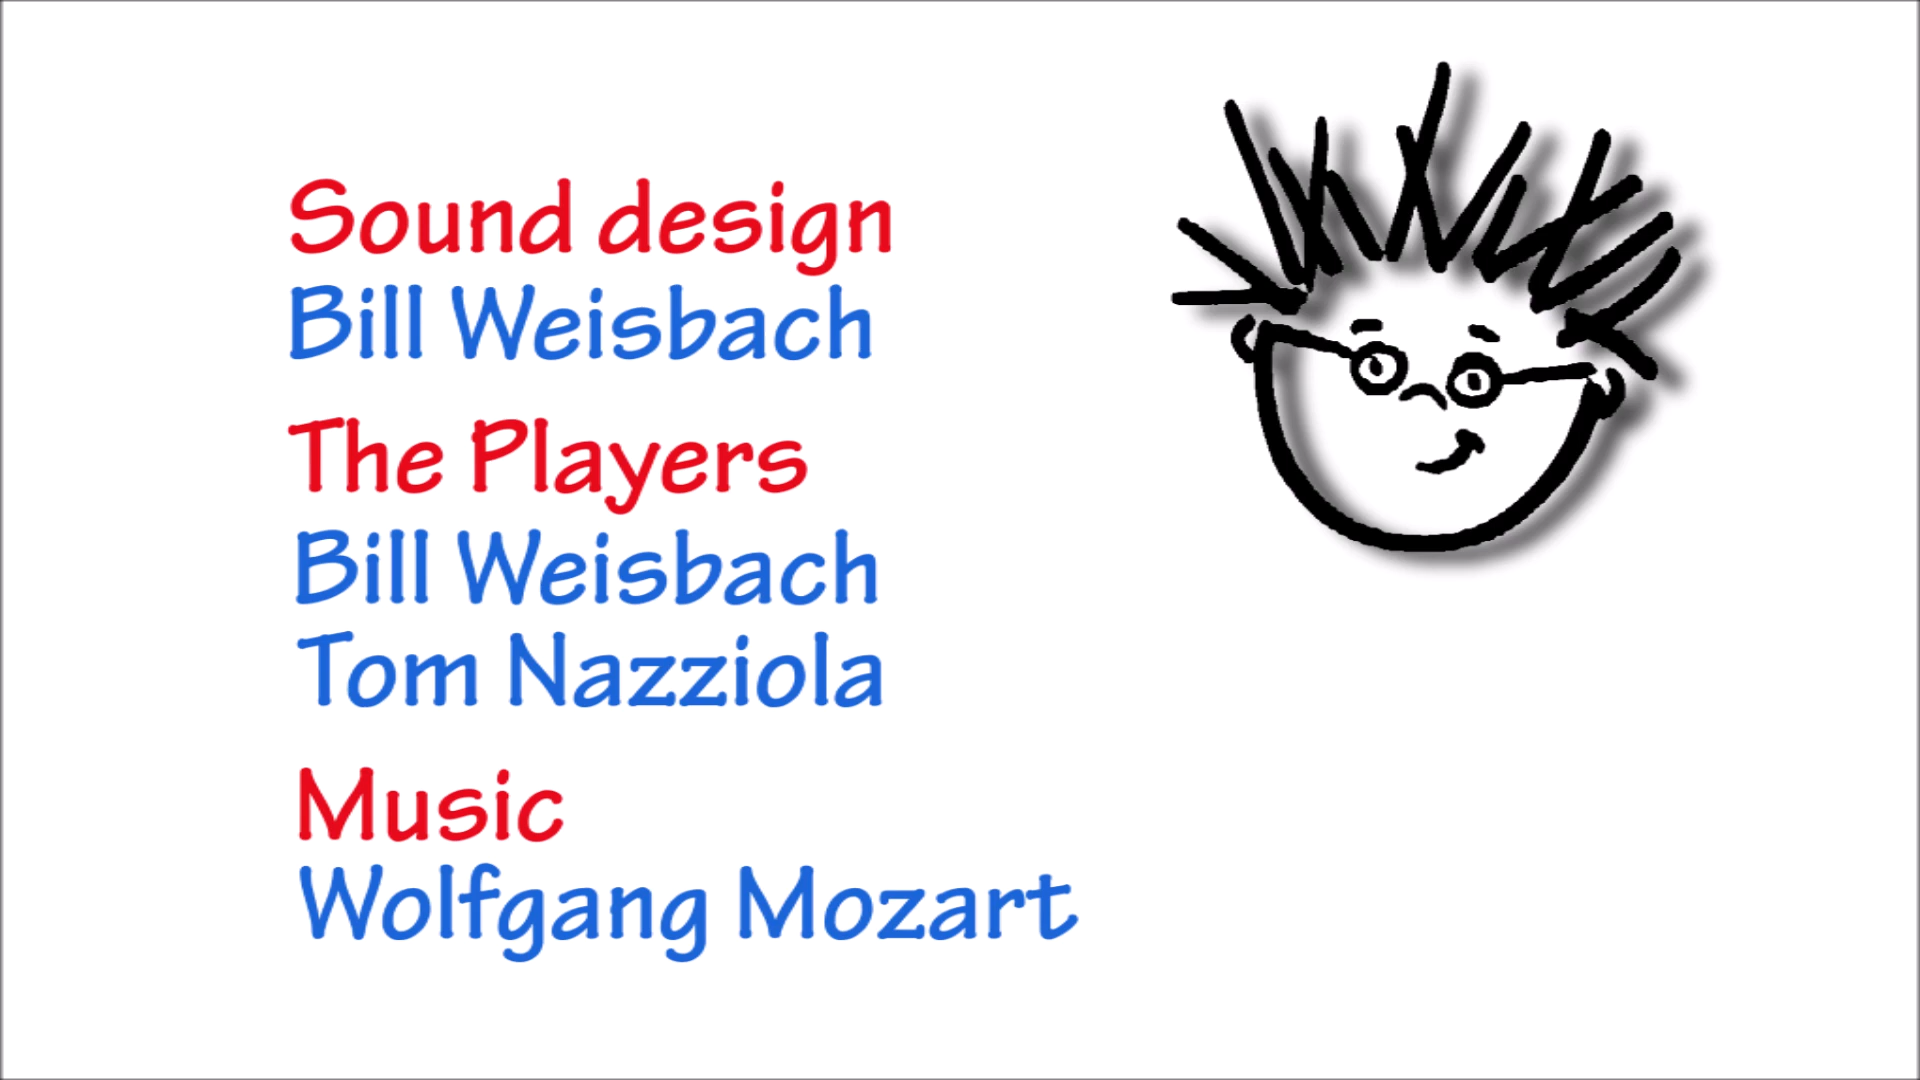 Sound design
Bill Weisbach
The Players
Bill Weisbach
Tom Nazziola
Music
Wolfgang Mozart